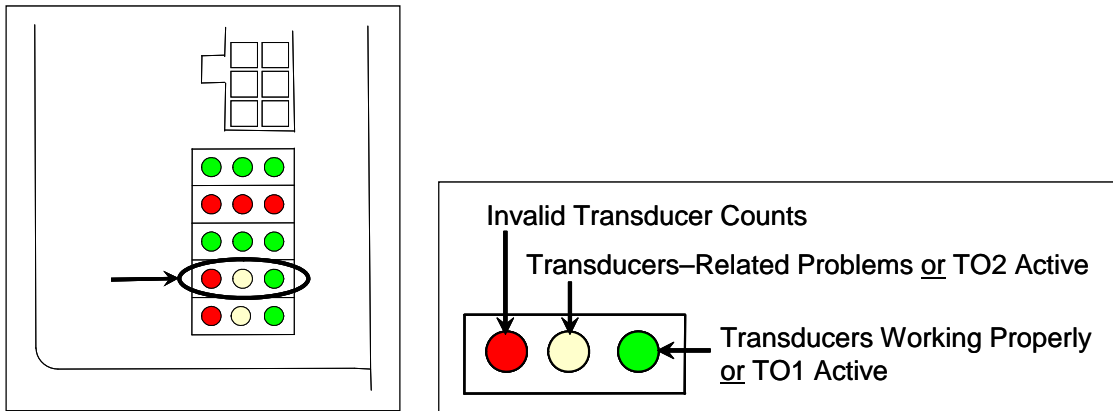 Invalid Transducer Counts
Transducers–Related Problems or TO2 Active
Transducers Working Properly
or TO1 Active